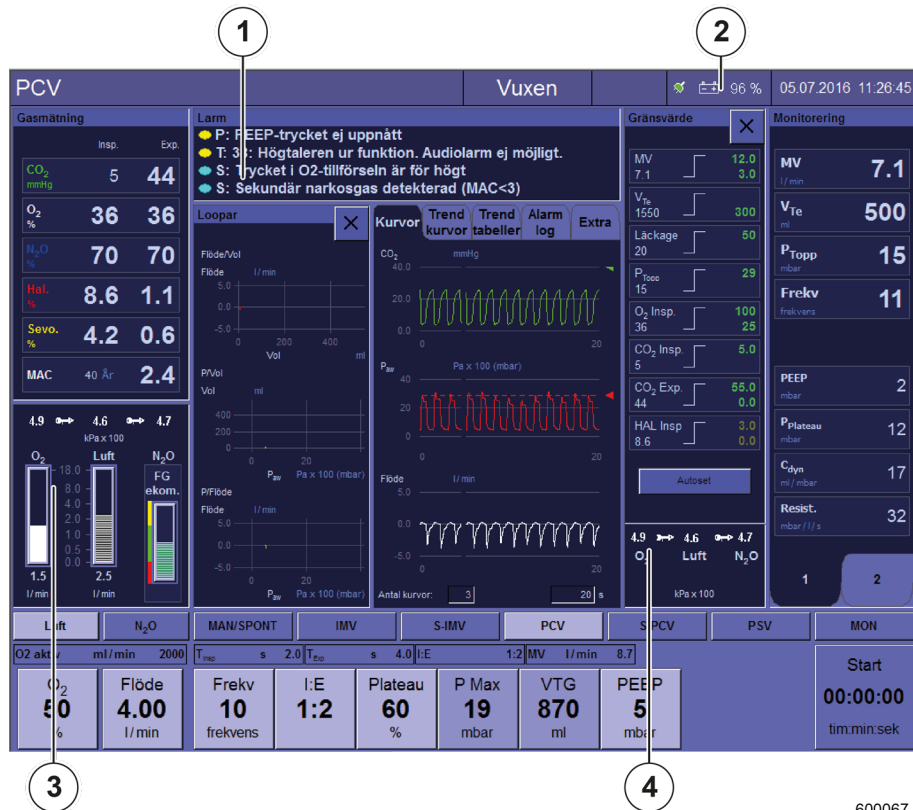 1
2
PCV
Vuxen
96 %
05.07.2016 11:26:45
Gasmätning
Insp. Exp.
CO2 mmHg 5 44
O2 % 36 36
N2O % 70 70
Hal. % 8.6 1.1
Sevo. % 4.2 0.6
MAC 40 År 2.4
Larm
P: PEEP-trycket ej uppnått
Högtaleren ur funktion. Audiolarm ej möjligt.
S: Trycket i O2-tillförseln är för högt
S: Sekundär narkosgas detekterad (MAC<3)
Loopar
Flöde/Vol
Flöde l/min
5.0
0.0
-5.0
0 200 400
Vol ml
P/Vol
Vol ml
400
200
0
0 20
Paw Pa x 100 (mbar)
P/Flöde
Flöde l/min
5.0
0.0
-5.0
0 20
Paw Pa x 100 (mbar)
Kurvor
Trend kurvor
Trend tabeller
Alarm log
Extra
CO2 mmHg
40.0
20.0
0.0
0 20
Paw Pa x 100 (mbar)
40
20
0
0 20
Flöde l/min
5.0
0.0
-5.0
0 20
Antal kurvor: 3 20 s
Gränsvärde
MV 7.1 12.0 3.0
VTe 1550 300
Läckage 20 50
PTopp 15 29
O2 Insp. 36 100 25
CO2 Insp. 5 5.0
CO2 Exp. 44 55.0 0.0
HAL Insp 8.6 3.0 0.0
Autoset
4.9 4.6 4.7
O2 Luft N2O
kPa x 100
Monitorering
MV l/min 7.1
VTe ml 500
PTopp mbar 15
Frekv frekvens 11
PEEP mbar 2
PPlateau mbar 12
Cdyn ml/mbar 17
Resist. mbar/l/s 32
1 2
4.9 4.6 4.7
kPa x 100
O2 Luft N2O
18.0
8.0
4.0
2.0
1.0
0.5
0.0
FG
ekom.
1.5 2.5
l/min l/min
Luft N2O MAN/SPONT IMV S-IMV PCV S-PCV PSV MON
O2 aktiv ml/min 2000 TInsp s 2.0 TExp s 4.0 I:E 1:2 MV l/min 8.7
O2 50 %
Flöde 4.00 l/min
Frekv 10 frekvens
I:E 1:2
Plateau 60 %
P Max 19 mbar
VTG 870 ml
PEEP 5 mbar
Start 00:00:00 tim:min:sek
3
4
600067